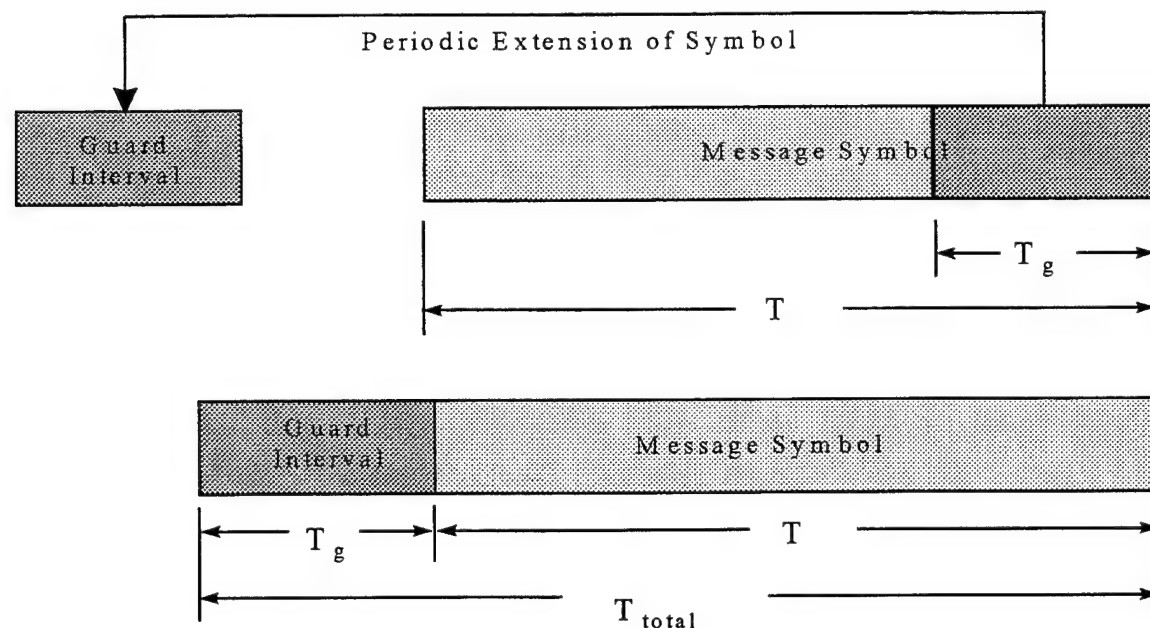 Periodic Extension of Symbol
Guard
Interval
Message Symbol
T g
T
Guard
Interval
Message Symbol
T g
T
T total